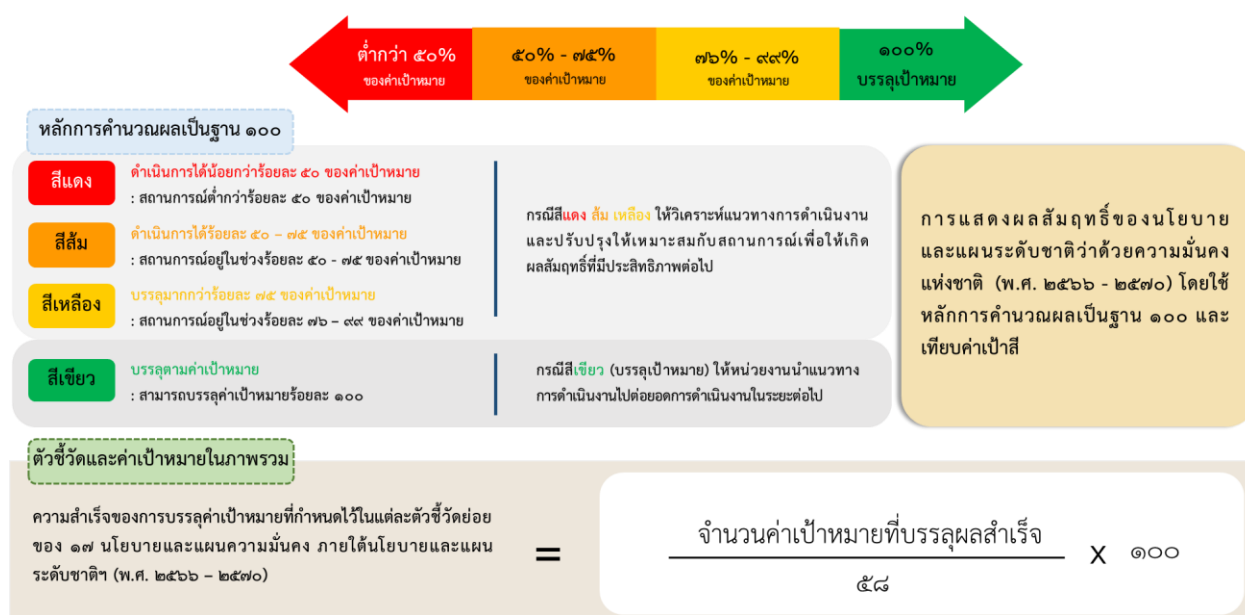 ต่ำกว่า ๕๐%
ของค่าเป้าหมาย
๕๐% - ๗๕%
ของค่าเป้าหมาย
๗๖% - ๙๙%
ของค่าเป้าหมาย
๑๐๐%
บรรลุเป้าหมาย
หลักการคำนวณผลเป็นฐาน ๑๐๐
สีแดง
ดำเนินการได้น้อยกว่าร้อยละ ๕๐ ของค่าเป้าหมาย
: สถานการณ์ต่ำกว่าร้อยละ ๕๐ ของค่าเป้าหมาย
สีส้ม
ดำเนินการได้ร้อยละ ๕๐ – ๗๕ ของค่าเป้าหมาย
: สถานการณ์อยู่ในช่วงร้อยละ ๕๐ - ๗๕ ของค่าเป้าหมาย
สีเหลือง
บรรลุมากกว่าร้อยละ ๗๕ ของค่าเป้าหมาย
: สถานการณ์อยู่ในช่วงร้อยละ ๗๖ – ๙๙ ของค่าเป้าหมาย
กรณีสีแดง ส้ม เหลือง ให้วิเคราะห์แนวทางการดำเนินงาน
และปรับปรุงให้เหมาะสมกับสถานการณ์เพื่อให้เกิด
ผลสัมฤทธิ์ที่มีประสิทธิภาพต่อไป
สีเขียว
บรรลุตามค่าเป้าหมาย
: สามารถบรรลุค่าเป้าหมายร้อยละ ๑๐๐
กรณีสีเขียว (บรรลุเป้าหมาย) ให้หน่วยงานนำแนวทาง
การดำเนินงานไปต่อยอดการดำเนินงานในระยะต่อไป
การแสดงผลสัมฤทธิ์ของนโยบาย
และแผนระดับชาติว่าด้วยความมั่นคง
แห่งชาติ (พ.ศ. ๒๕๖๖ - ๒๕๗๐) โดยใช้
หลักการคำนวณผลเป็นฐาน ๑๐๐ และ
เทียบค่าเป้าสี
ตัวชี้วัดและค่าเป้าหมายในภาพรวม
ความสำเร็จของการบรรลุค่าเป้าหมายที่กำหนดไว้ในแต่ละตัวชี้วัดย่อย
ของ ๑๗ นโยบายและแผนความมั่นคง ภายใต้นโยบายและแผน
ระดับชาติฯ (พ.ศ. ๒๕๖๖ – ๒๕๗๐)
=
จำนวนค่าเป้าหมายที่บรรลุผลสำเร็จ
๕๘
X ๑๐๐